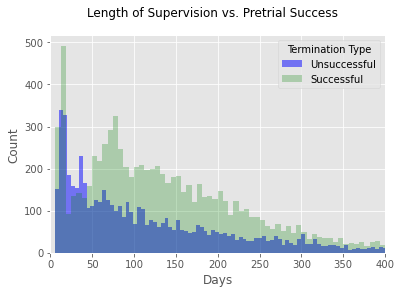 Length of Supervision vs. Pretrial Success
Termination Type
Unsuccessful
Successful
500
400
300
200
100
0
Count
0 50 100 150 200 250 300 350 400
Days